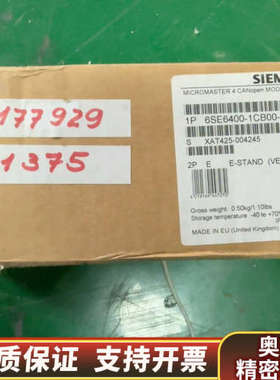 SIEM
MICROMASTER 4 CANopen MOD
1P 6SE6400-1CB00-
S XAT425-004245
2P E E-STAND (VE
Gross weight: 0.50kg/1.10lbs
Storage temperature -40 to +70°
MADE IN EU (United Kingdom)
177929
1375
质保证 支持开票
奥
精密